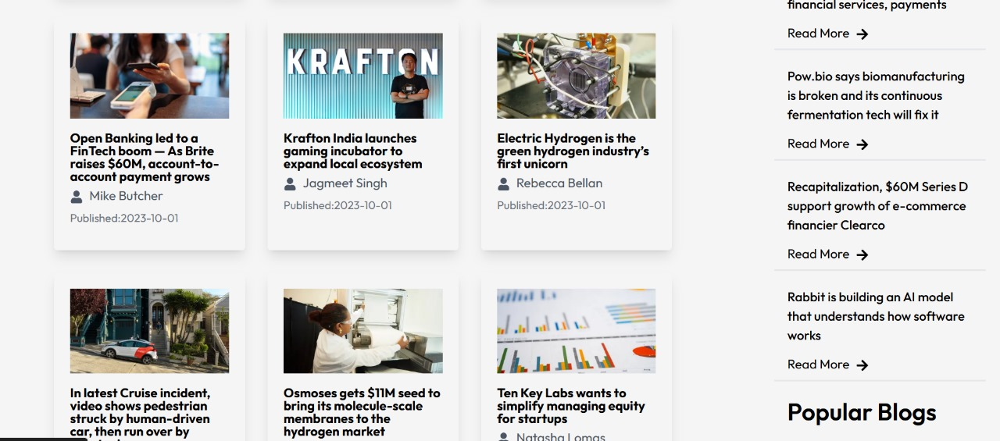 KRAFTON
Open Banking led to a
FinTech boom — As Brite
raises $60M, account-to-
account payment grows
Mike Butcher
Published:2023-10-01
Krafton India launches
gaming incubator to
expand local ecosystem
Jagmeet Singh
Published:2023-10-01
Electric Hydrogen is the
green hydrogen industry's
first unicorn
Rebecca Bellan
Published:2023-10-01
In latest Cruise incident,
video shows pedestrian
struck by human-driven
car, then run over by
Osmoses gets $11M seed to
bring its molecule-scale
membranes to the
hydrogen market
Ten Key Labs wants to
simplify managing equity
for startups
Natasha Lomas
financial services, payments
Read More
Pow.bio says biomanufacturing
is broken and its continuous
fermentation tech will fix it
Read More
Recapitalization, $60M Series D
support growth of e-commerce
financier Clearco
Read More
Rabbit is building an AI model
that understands how software
works
Read More
Popular Blogs